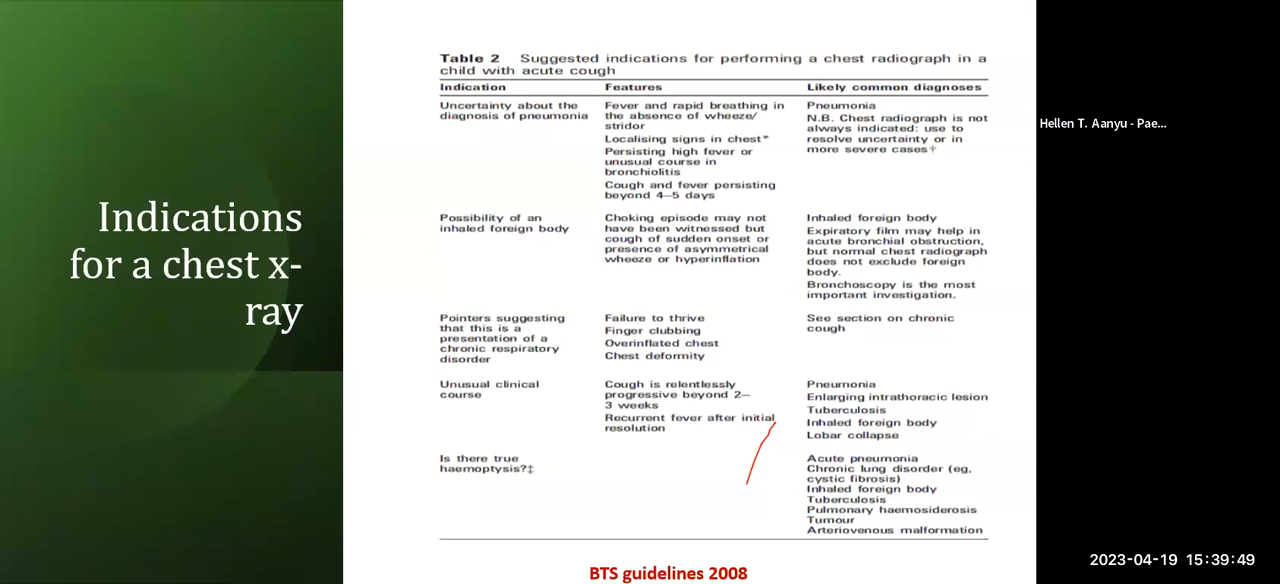 Indications
for a chest x-
ray
Table 2 Suggested indications for performing a chest radiograph in a
child with acute cough
Indication Features Likely common diagnoses
Uncertainty about the
diagnosis of pneumonia
Fever and rapid breathing in
the absence of wheeze/
stridor
Localising signs in chest*
Persisting high fever or
unusual course in
bronchiolitis
Cough and fever persisting
beyond 4–5 days
Pneumonia
N.B. Chest radiograph is not
always indicated: use to
resolve uncertainty or in
more severe cases†
Possibility of an
inhaled foreign body
Choking episode may not
have been witnessed but
cough of sudden onset or
presence of asymmetrical
wheeze or hyperinflation
Inhaled foreign body
Expiratory film may help in
acute bronchial obstruction,
but normal chest radiograph
does not exclude foreign
body.
Bronchoscopy is the most
important investigation.
Pointers suggesting
that this is a
presentation of a
chronic respiratory
disorder
Failure to thrive
Finger clubbing
Overinflated chest
Chest deformity
See section on chronic
cough
Unusual clinical
course
Cough is relentlessly
progressive beyond 2–
3 weeks
Recurrent fever after initial
resolution
Pneumonia
Enlarging intrathoracic lesion
Tuberculosis
Inhaled foreign body
Lobar collapse
Is there true
haemoptysis?‡
Acute pneumonia
Chronic lung disorder (eg,
cystic fibrosis)
Inhaled foreign body
Tuberculosis
Pulmonary haemosiderosis
Tumour
Arteriovenous malformation
BTS guidelines 2008
Hellen T. Aanyu - Pae...
2023-04-19 15:39:49